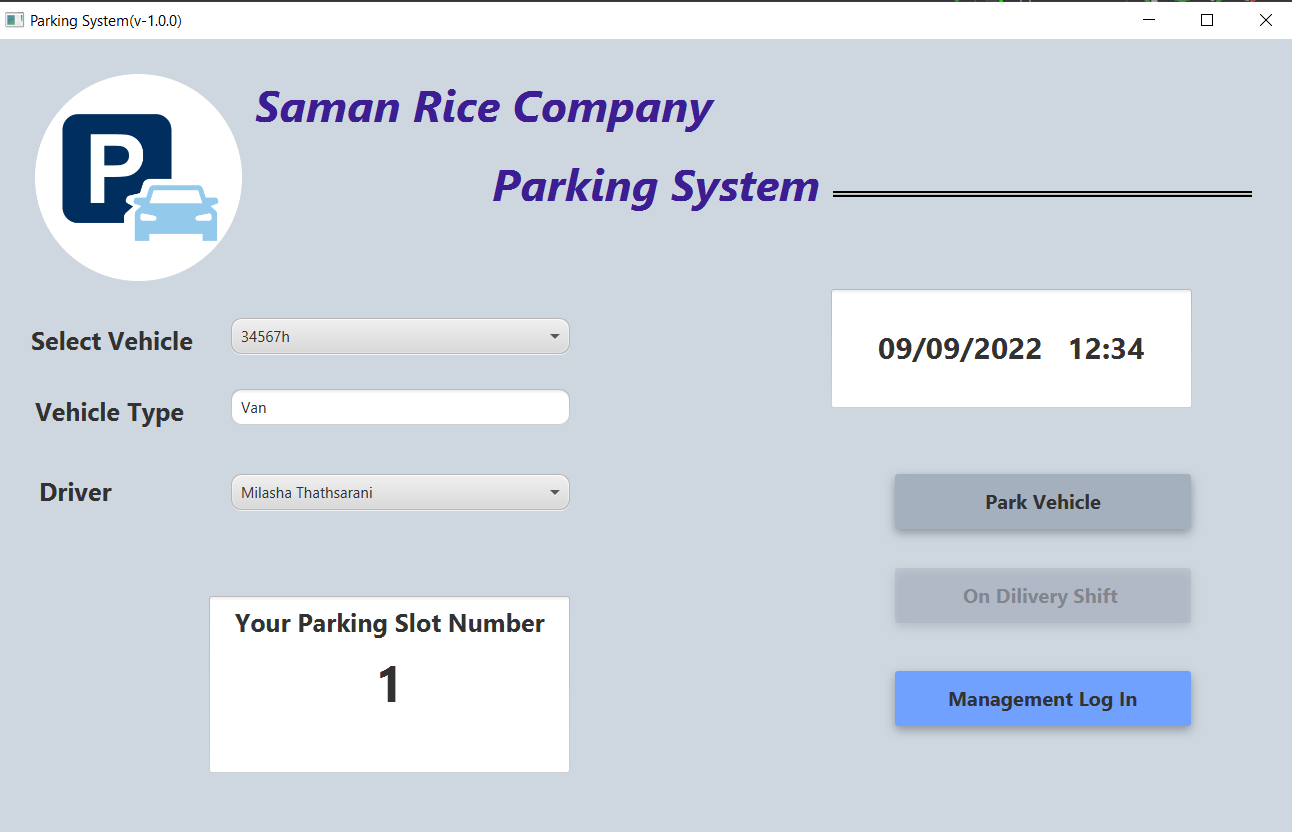 Parking System(v-1.0.0)
P
Saman Rice Company
Parking System
Select Vehicle
34567h
09/09/2022 12:34
Vehicle Type
Van
Driver
Milasha Thathsarani
Park Vehicle
On Dilivery Shift
Your Parking Slot Number
1
Management Log In